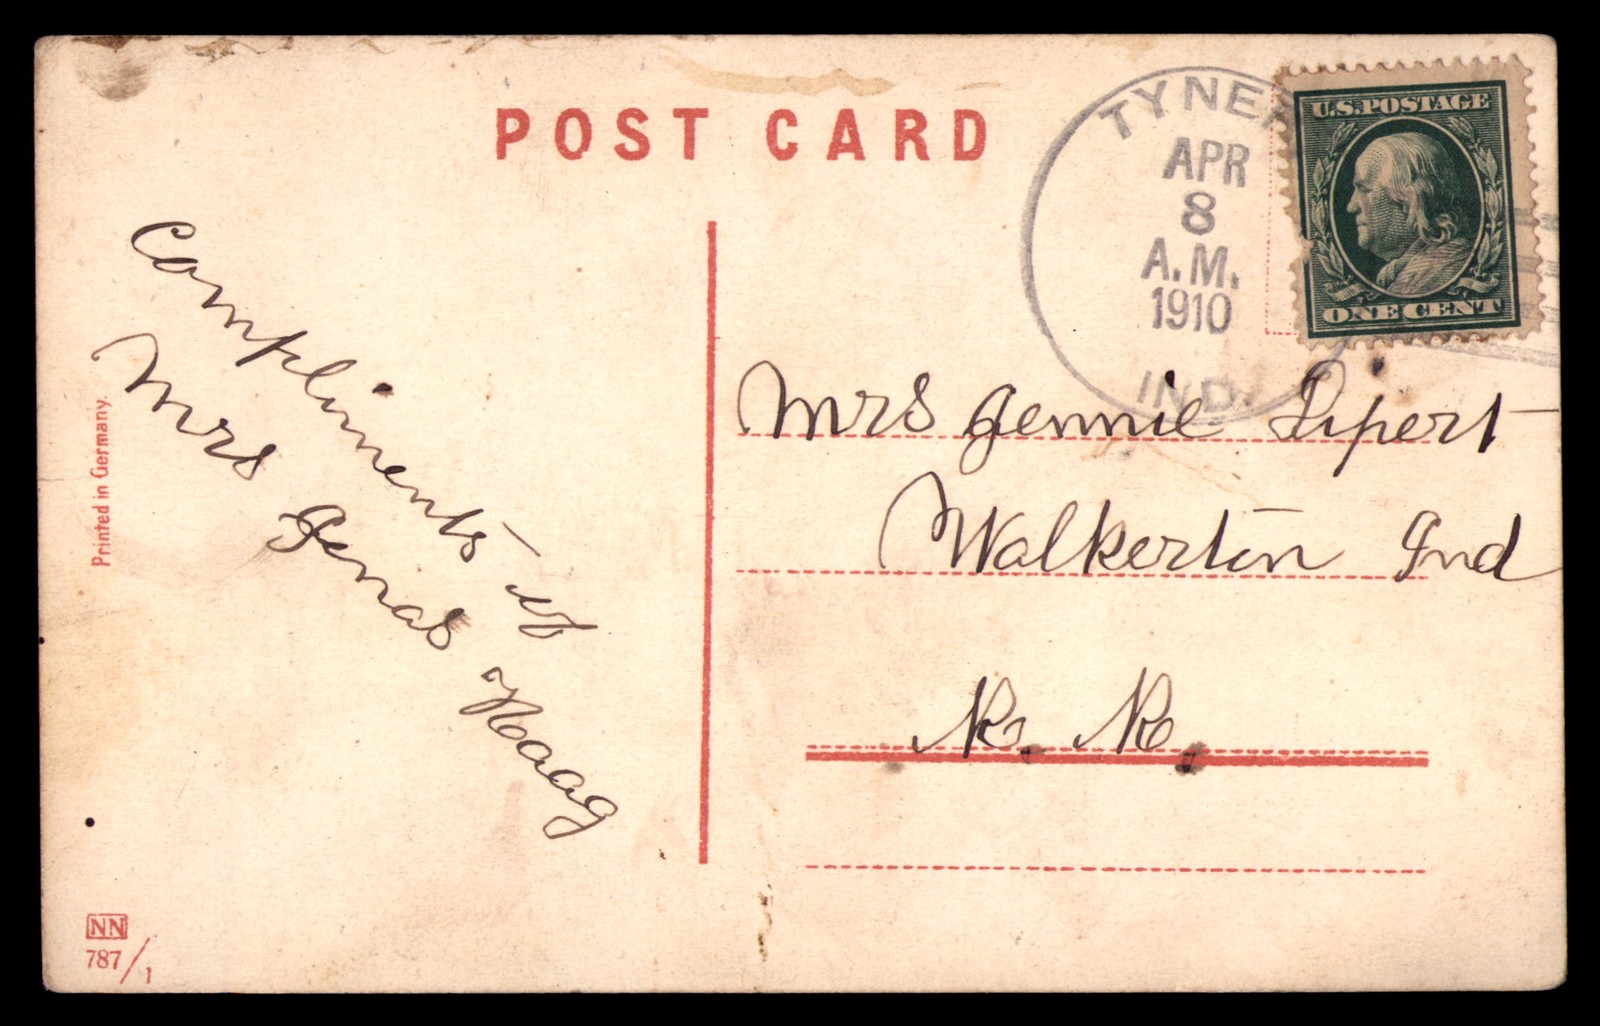 POST CARD
TYNER
APR
8
A.M.
1910
IND.
U.S.POSTAGE
ONE CENT
Compliments of
Mrs Haag
Mrs Jennie Lipert
Walkerton Ind
R. R.
Printed in Germany.
NN
787/1